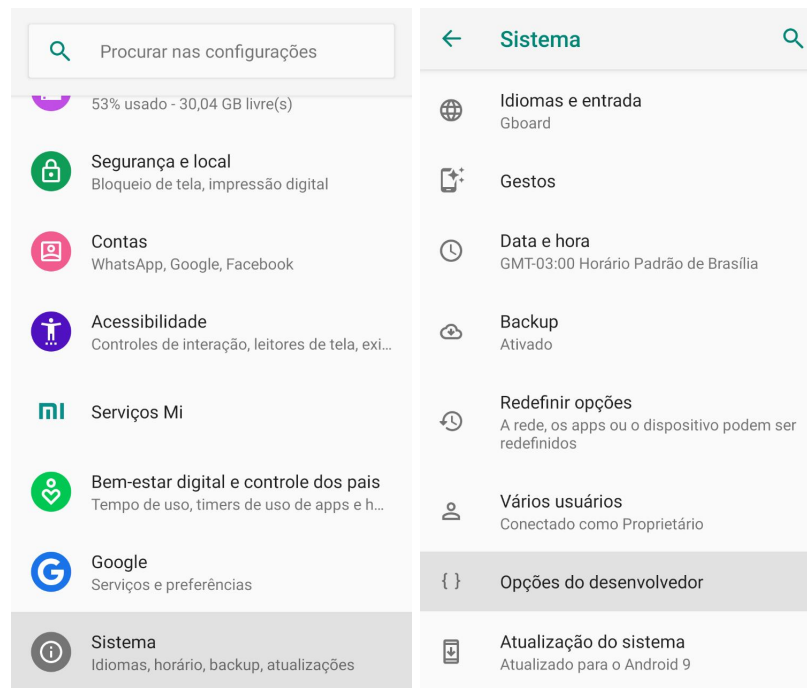 Procurar nas configurações
53% usado - 30,04 GB livre(s)
Segurança e local
Bloqueio de tela, impressão digital
Contas
WhatsApp, Google, Facebook
Acessibilidade
Controles de interação, leitores de tela, exi...
Serviços Mi
Bem-estar digital e controle dos pais
Tempo de uso, timers de uso de apps e h...
Google
Serviços e preferências
Sistema
Idiomas, horário, backup, atualizações
Sistema
Idiomas e entrada
Gboard
Gestos
Data e hora
GMT-03:00 Horário Padrão de Brasília
Backup
Ativado
Redefinir opções
A rede, os apps ou o dispositivo podem ser
redefinidos
Vários usuários
Conectado como Proprietário
Opções do desenvolvedor
Atualização do sistema
Atualizado para o Android 9